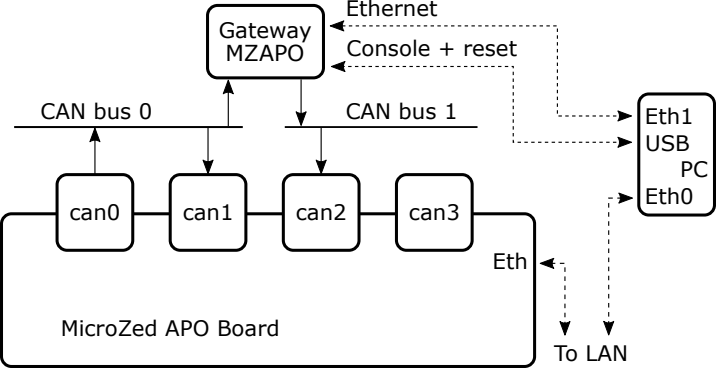 Ethernet
Gateway
MZAPO
Console + reset
CAN bus 0
CAN bus 1
Eth1
USB
PC
Eth0
can0
can1
can2
can3
Eth
MicroZed APO Board
To LAN